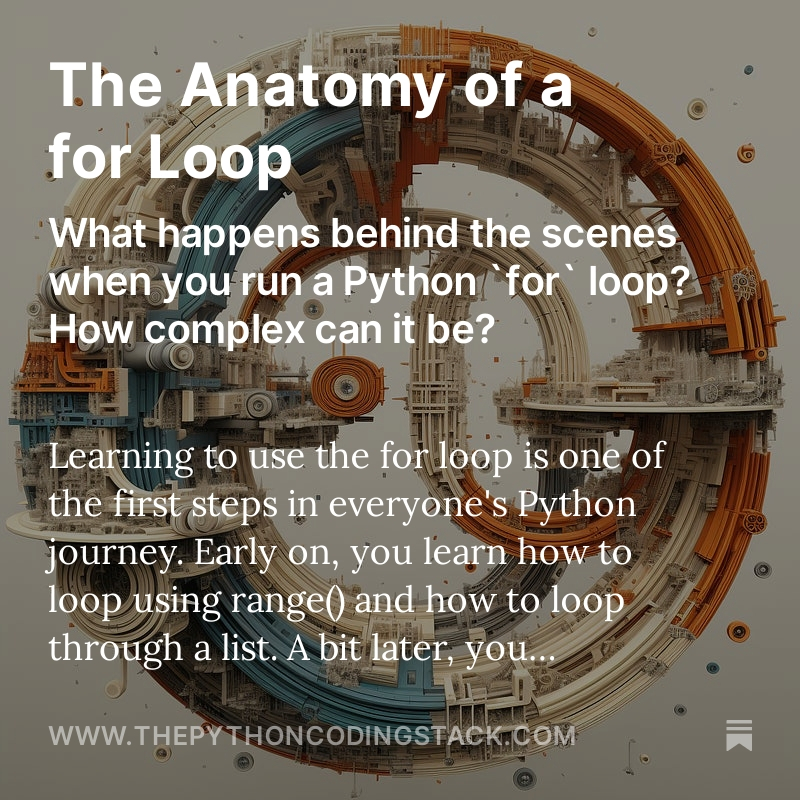 The Anatomy of a
for Loop
What happens behind the scenes
when you run a Python `for` loop?
How complex can it be?
Learning to use the for loop is one of
the first steps in everyone's Python
journey. Early on, you learn how to
loop using range() and how to loop
through a list. A bit later, you...
WWW.THEPYTHONCODINGSTACK.COM